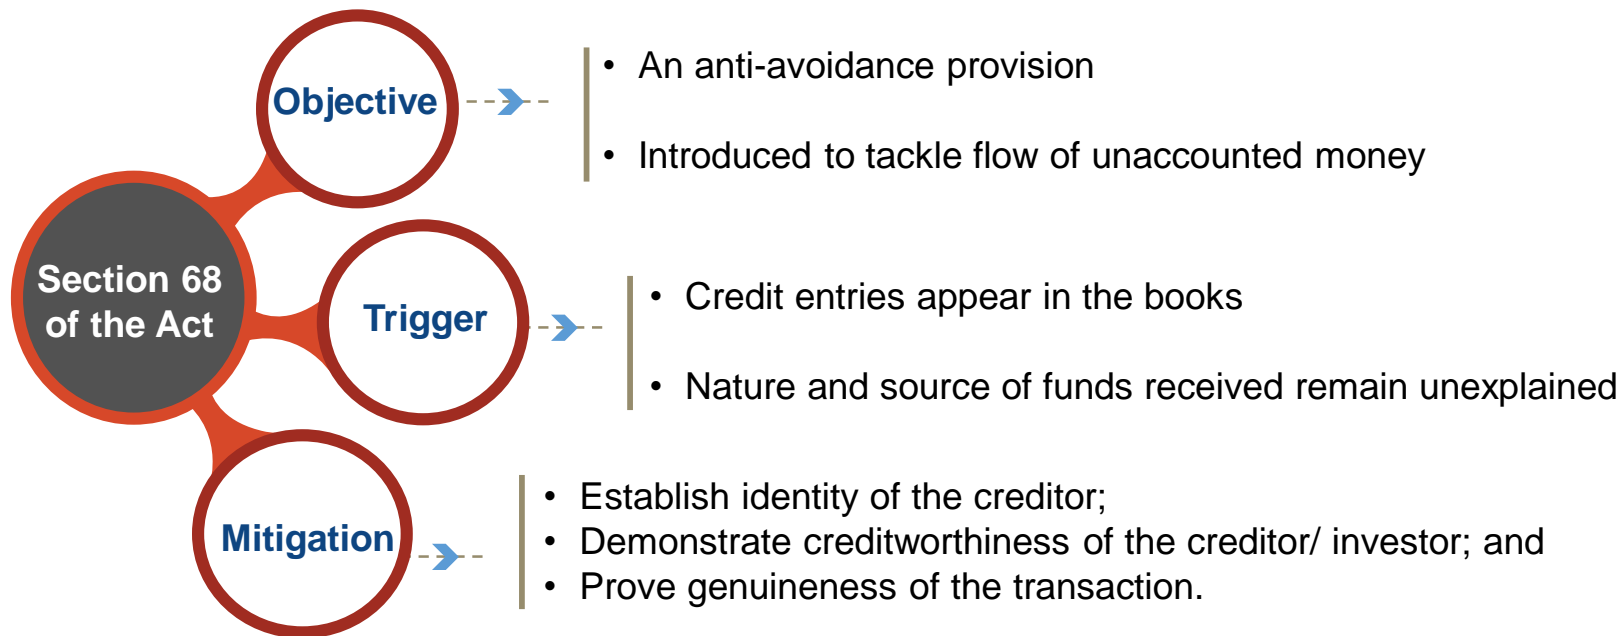 Section 68
of the Act
Objective
• An anti-avoidance provision
• Introduced to tackle flow of unaccounted money
Trigger
• Credit entries appear in the books
• Nature and source of funds received remain unexplained
Mitigation
• Establish identity of the creditor;
• Demonstrate creditworthiness of the creditor/ investor; and
• Prove genuineness of the transaction.